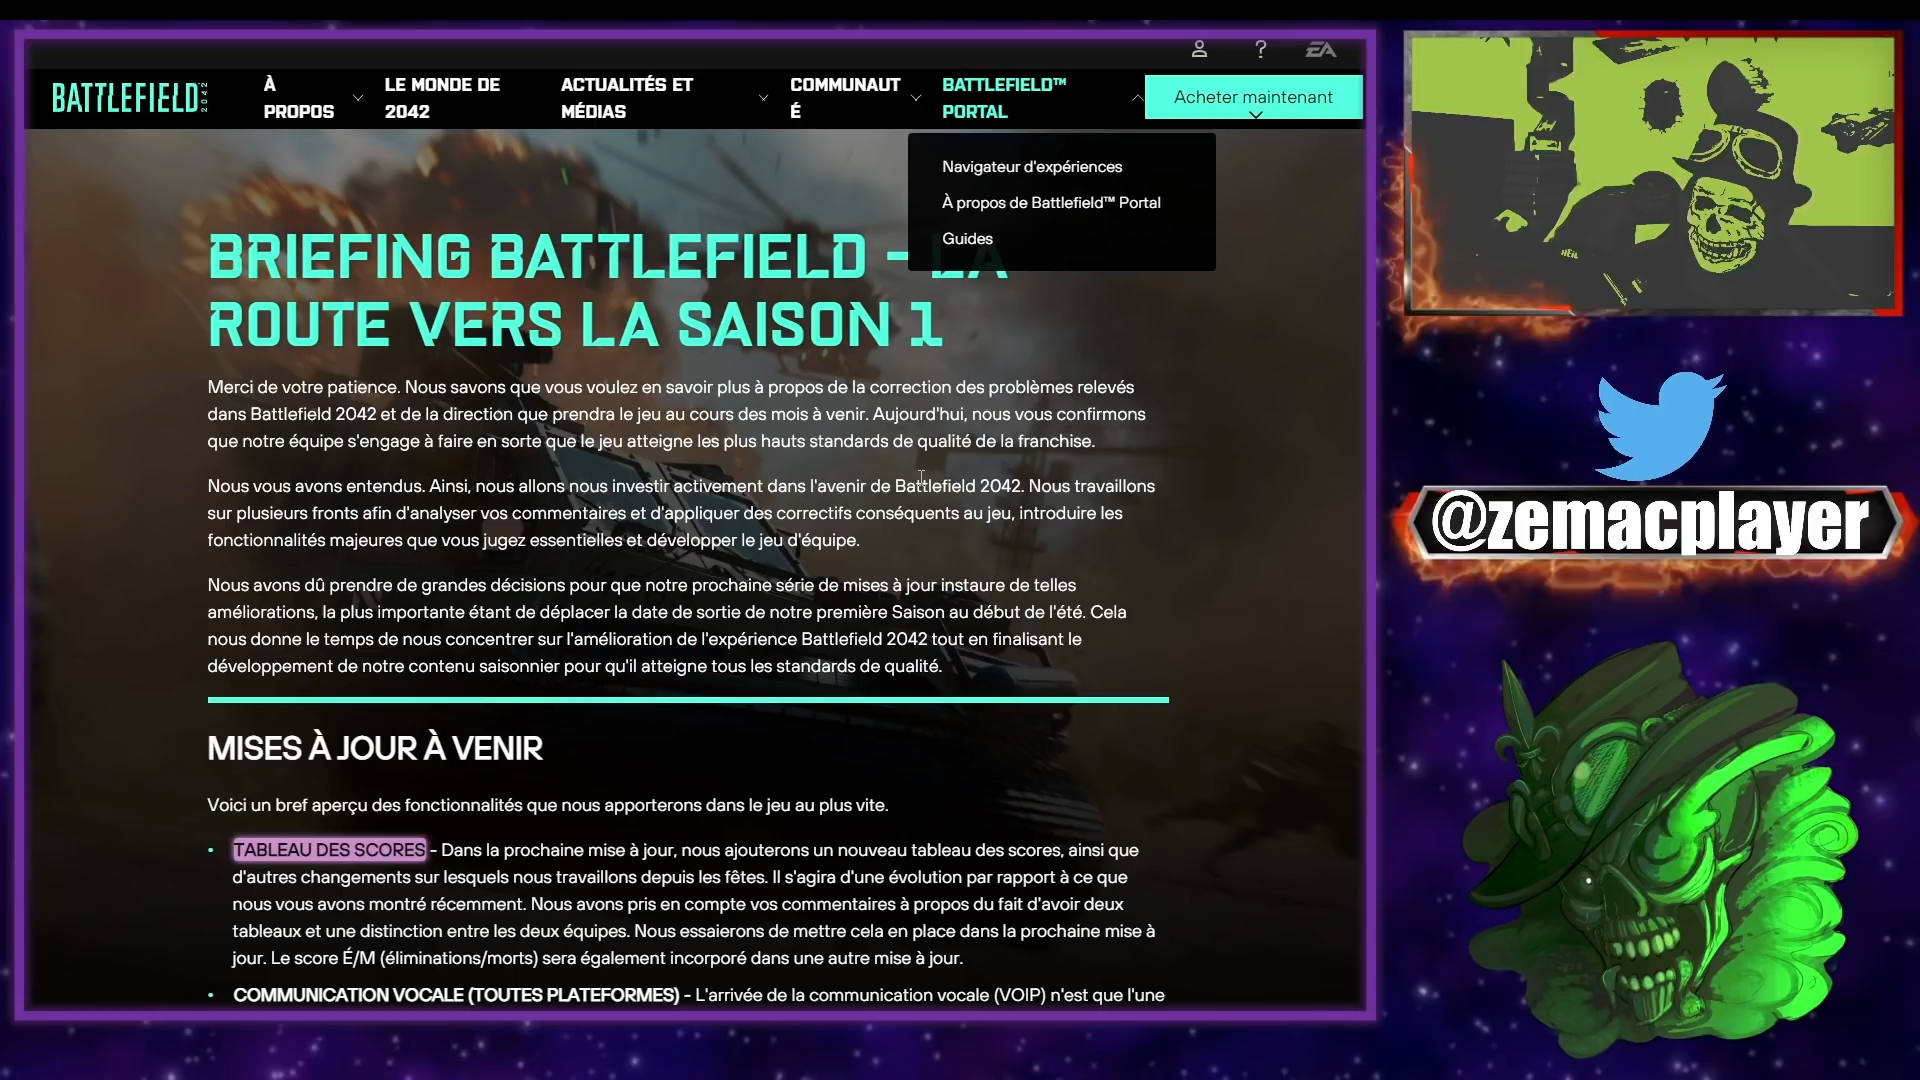 EA
BATTLEFIELD 2042
À PROPOS
LE MONDE DE 2042
ACTUALITÉS ET MÉDIAS
COMMUNAUTÉ
BATTLEFIELD™ PORTAL
Acheter maintenant
Navigateur d'expériences
À propos de Battlefield™ Portal
Guides
BRIEFING BATTLEFIELD - LA
ROUTE VERS LA SAISON 1
Merci de votre patience. Nous savons que vous voulez en savoir plus à propos de la correction des problèmes relevés
dans Battlefield 2042 et de la direction que prendra le jeu au cours des mois à venir. Aujourd'hui, nous vous confirmons
que notre équipe s'engage à faire en sorte que le jeu atteigne les plus hauts standards de qualité de la franchise.
Nous vous avons entendus. Ainsi, nous allons nous investir activement dans l'avenir de Battlefield 2042. Nous travaillons
sur plusieurs fronts afin d'analyser vos commentaires et d'appliquer des correctifs conséquents au jeu, introduire les
fonctionnalités majeures que vous jugez essentielles et développer le jeu d'équipe.
Nous avons dû prendre de grandes décisions pour que notre prochaine série de mises à jour instaure de telles
améliorations, la plus importante étant de déplacer la date de sortie de notre première Saison au début de l'été. Cela
nous donne le temps de nous concentrer sur l'amélioration de l'expérience Battlefield 2042 tout en finalisant le
développement de notre contenu saisonnier pour qu'il atteigne tous les standards de qualité.
MISES À JOUR À VENIR
Voici un bref aperçu des fonctionnalités que nous apporterons dans le jeu au plus vite.
• TABLEAU DES SCORES - Dans la prochaine mise à jour, nous ajouterons un nouveau tableau des scores, ainsi que
d'autres changements sur lesquels nous travaillons depuis les fêtes. Il s'agira d'une évolution par rapport à ce que
nous vous avons montré récemment. Nous avons pris en compte vos commentaires à propos du fait d'avoir deux
tableaux et une distinction entre les deux équipes. Nous essaierons de mettre cela en place dans la prochaine mise à
jour. Le score É/M (éliminations/morts) sera également incorporé dans une autre mise à jour.
• COMMUNICATION VOCALE (TOUTES PLATEFORMES) - L'arrivée de la communication vocale (VOIP) n'est que l'une
@zemacplayer